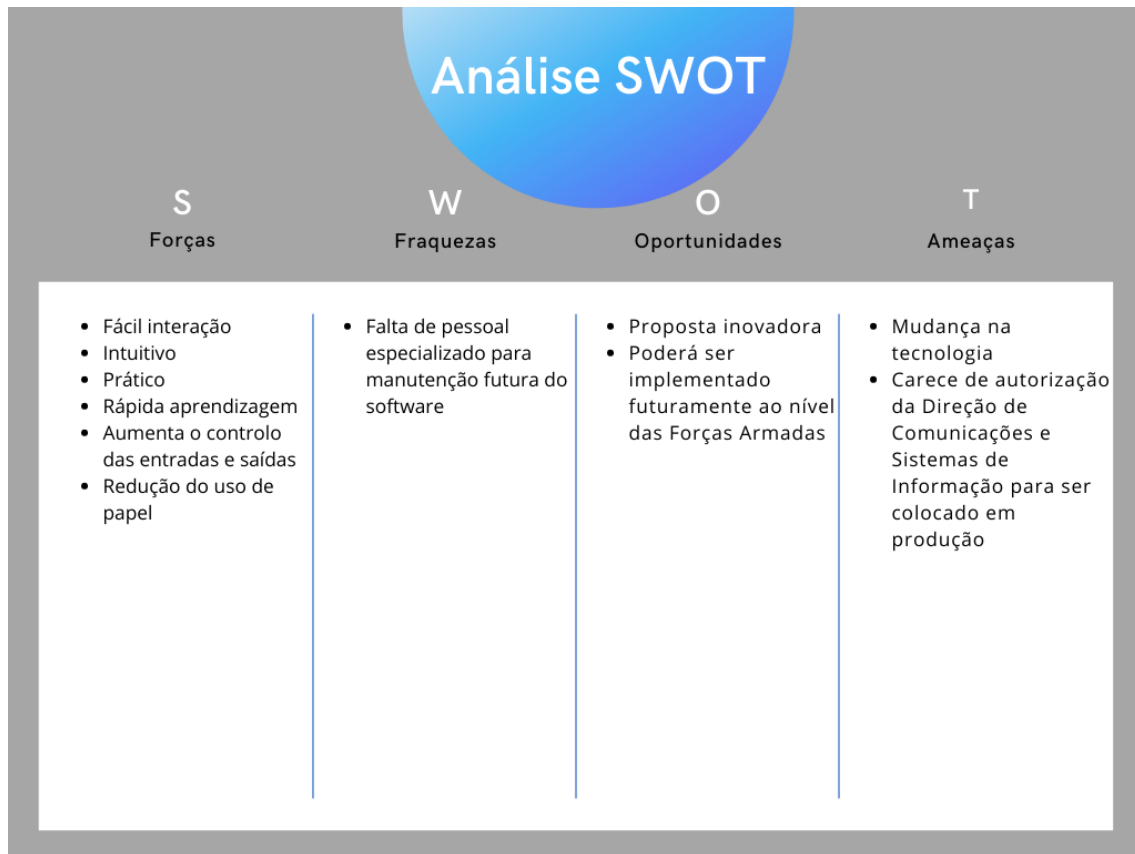 Análise SWOT
S
Forças
W
Fraquezas
O
Oportunidades
T
Ameaças
• Fácil interação
• Intuitivo
• Prático
• Rápida aprendizagem
• Aumenta o controlo
das entradas e saídas
• Redução do uso de
papel
• Falta de pessoal
especializado para
manutenção futura do
software
• Proposta inovadora
• Poderá ser
implementado
futuramente ao nível
das Forças Armadas
• Mudança na
tecnologia
• Carece de autorização
da Direção de
Comunicações e
Sistemas de
Informação para ser
colocado em
produção